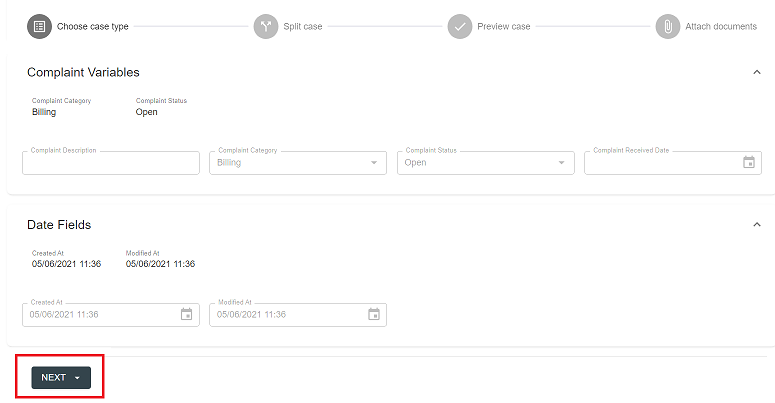 Choose case type Split case Preview case Attach documents
Complaint Variables
Complaint Category Complaint Status
Billing Open
Complaint Description Complaint Category Complaint Status Complaint Received Date
Billing Open
Date Fields
Created At Modified At
05/06/2021 11:36 05/06/2021 11:36
Created At Modified At
05/06/2021 11:36 05/06/2021 11:36
NEXT